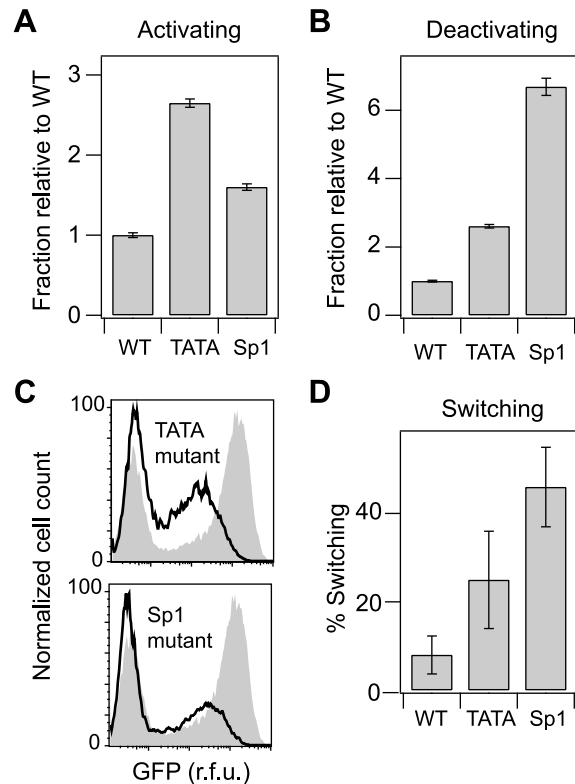 A
Activating
Fraction relative to WT
3
2
1
0
WT TATA Sp1
B
Deactivating
Fraction relative to WT
6
4
2
0
WT TATA Sp1
C
Normalized cell count
100
TATA
mutant
0
100
Sp1
mutant
0
GFP (r.f.u.)
D
Switching
% Switching
40
20
0
WT TATA Sp1